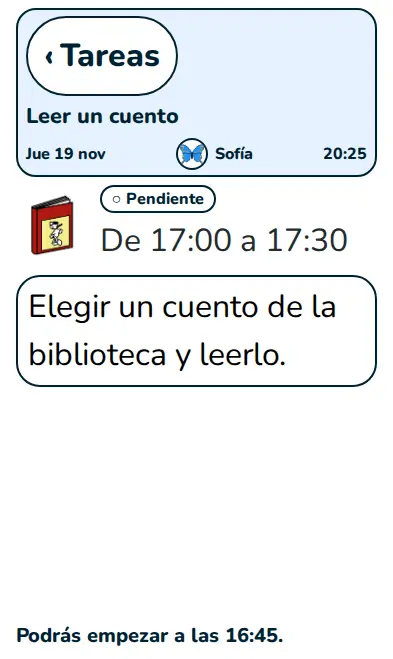 ‹ Tareas
Leer un cuento
Jue 19 nov Sofía 20:25
○ Pendiente
De 17:00 a 17:30
Elegir un cuento de la
biblioteca y leerlo.
Podrás empezar a las 16:45.